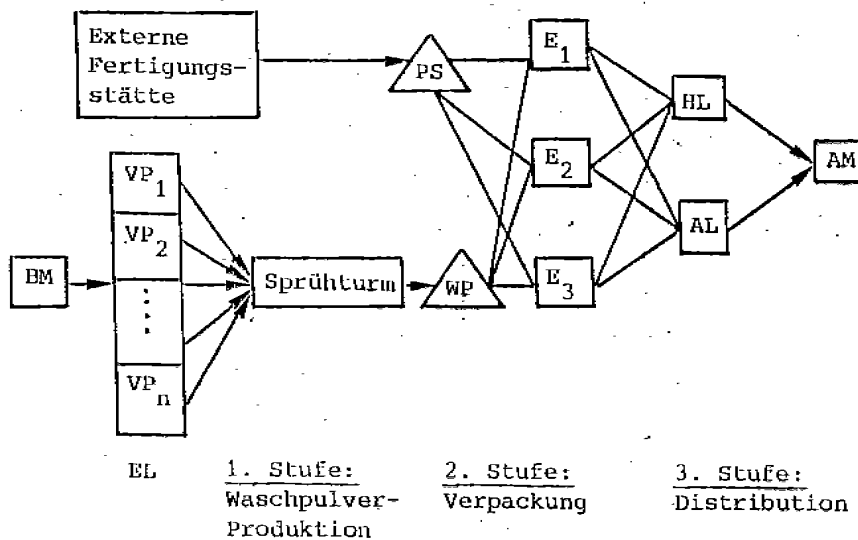 Externe
Fertigungs-
stätte
PS
E1
E2
E3
HL
AL
AM
BM
VP1
VP2
VPn
Sprühturm
WP
EL
1. Stufe:
Waschpulver-
Produktion
2. Stufe:
Verpackung
3. Stufe:
Distribution